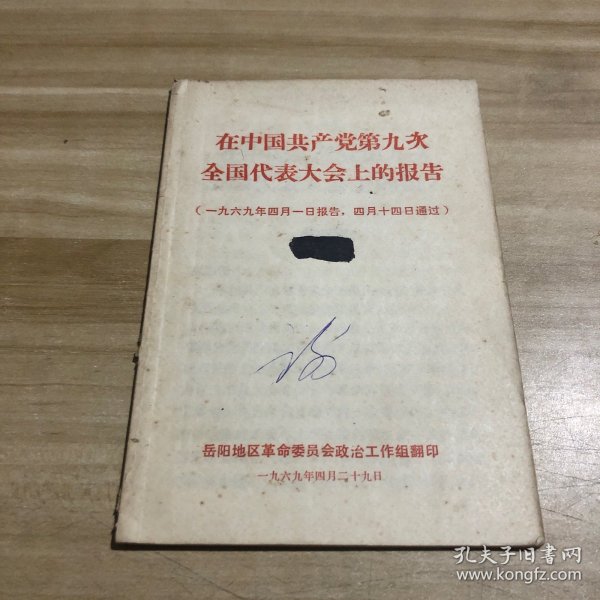 在中国共产党第九次
全国代表大会上的报告
(一九六九年四月一日报告,四月十四日通过)
岳阳地区革命委员会政治工作组翻印
一九六九年四月二十九日
孔夫子旧书网
www.kongfz.com